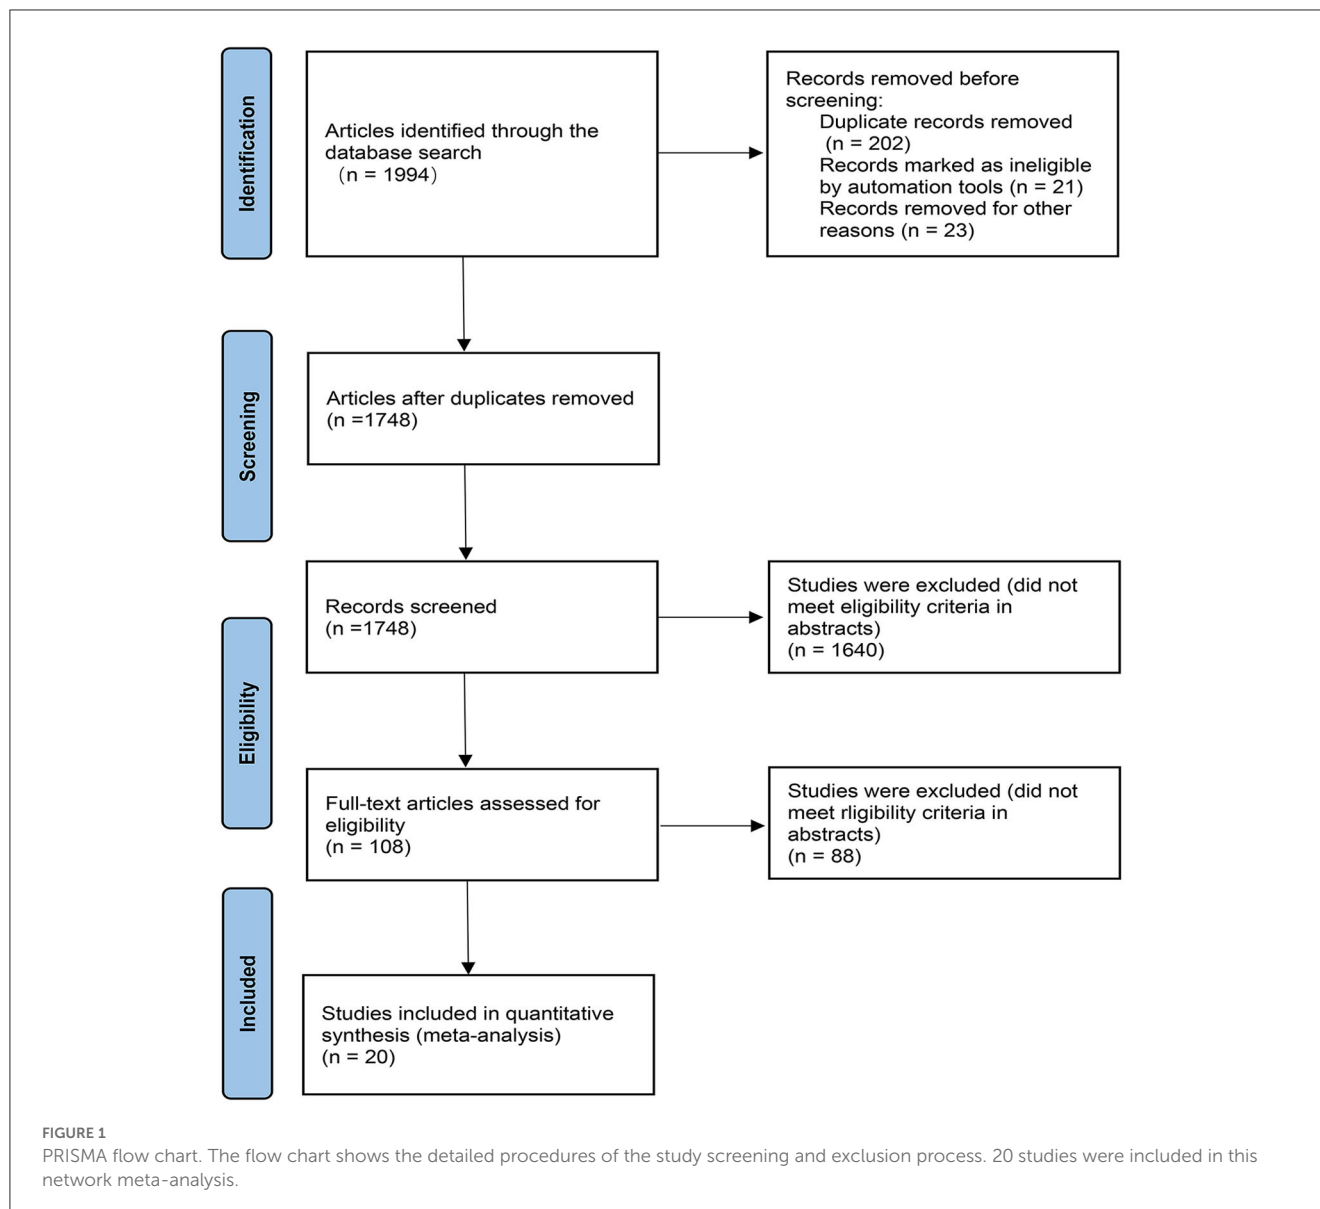 Identification
Articles identified through the
database search
(n = 1994)
Records removed before
screening:
Duplicate records removed
(n = 202)
Records marked as ineligible
by automation tools (n = 21)
Records removed for other
reasons (n = 23)
Screening
Articles after duplicates removed
(n =1748)
Eligibility
Records screened
(n =1748)
Studies were excluded (did not
meet eligibility criteria in
abstracts)
(n = 1640)
Full-text articles assessed for
eligibility
(n = 108)
Studies were excluded (did not
meet rligibility criteria in
abstracts)
(n = 88)
Included
Studies included in quantitative
synthesis (meta-analysis)
(n = 20)
FIGURE 1
PRISMA flow chart. The flow chart shows the detailed procedures of the study screening and exclusion process. 20 studies were included in this
network meta-analysis.